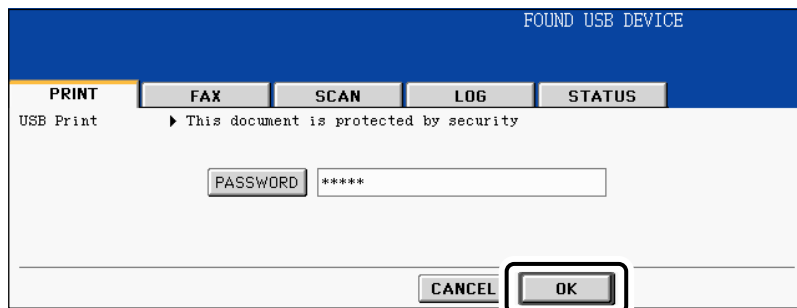 FOUND USB DEVICE
PRINT FAX SCAN LOG STATUS
USB Print ▶ This document is protected by security
PASSWORD *****
CANCEL OK